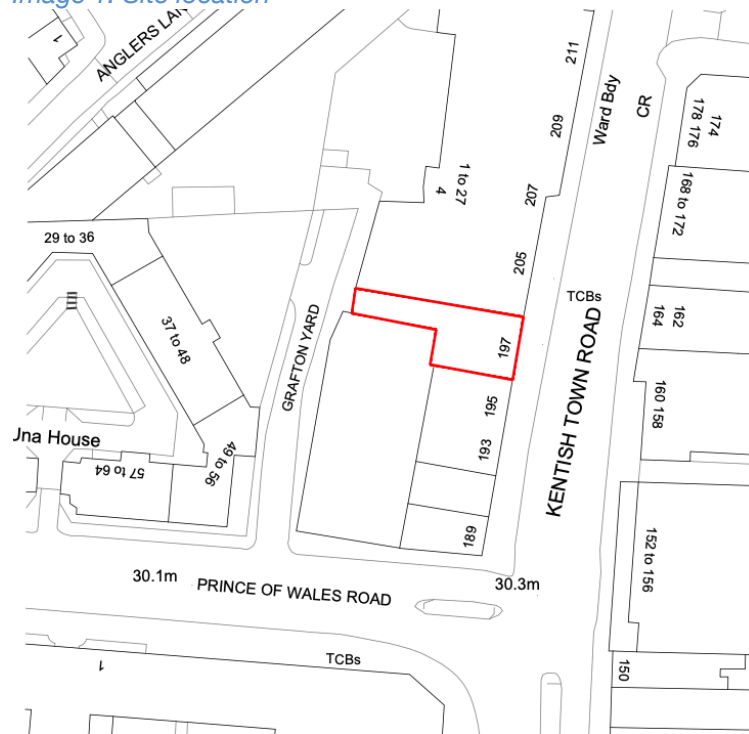 Image 1: Site location
ANGLERS LAN
1
211
Ward Bdy
CR
174
178 176
209
1 to 27
4
207
168 to 172
29 to 36
205
TCBs
162
164
37 to 48
GRAFTON YARD
197
KENTISH TOWN ROAD
160 158
195
Una House
49 to 56
193
57 to 64
189
152 to 156
30.1m
PRINCE OF WALES ROAD
30.3m
TCBs
1
150